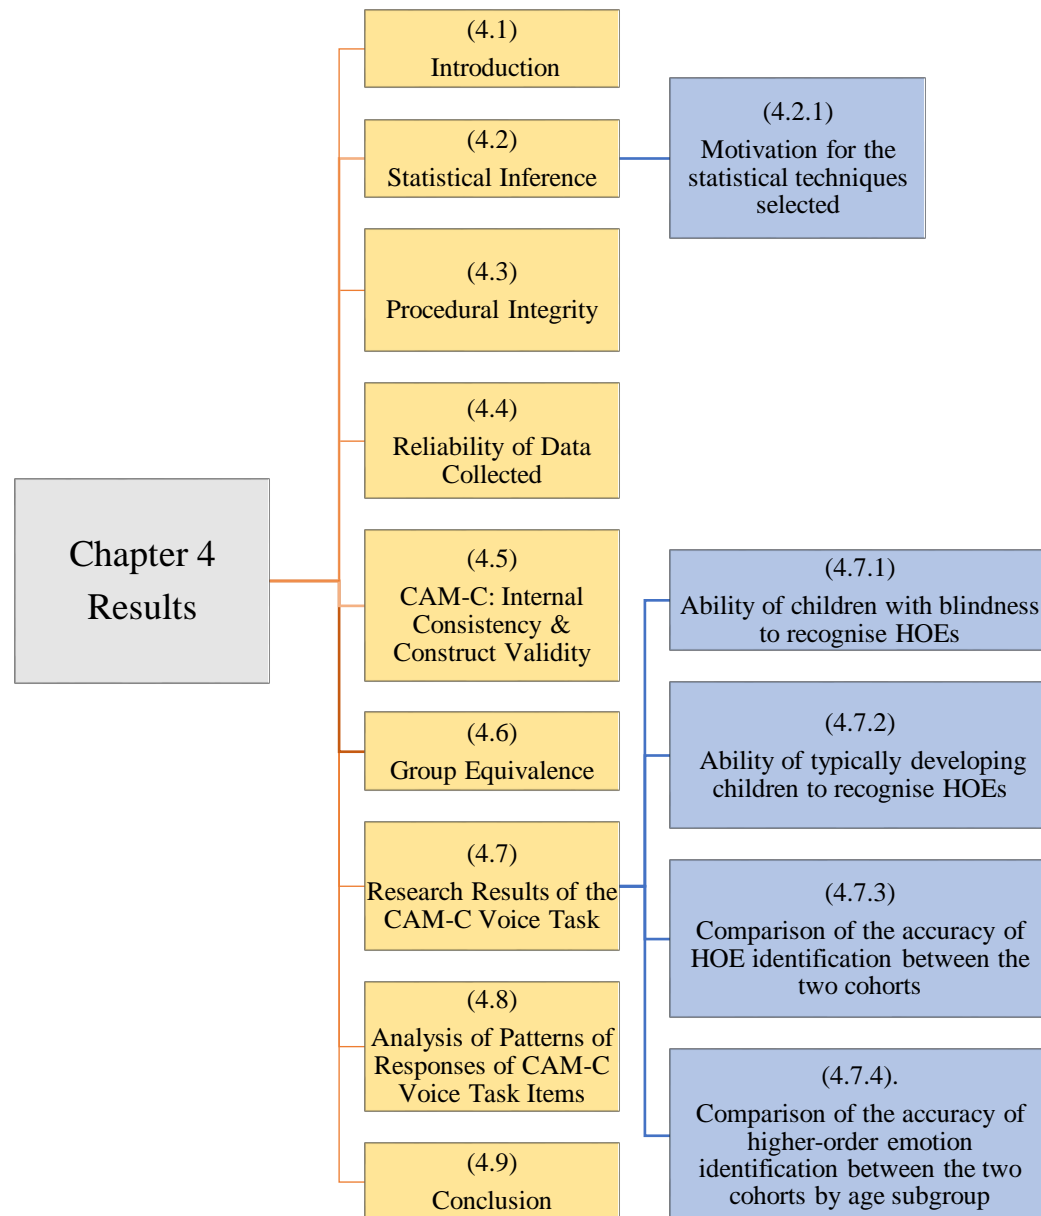 Chapter 4
Results
(4.1)
Introduction
(4.2)
Statistical Inference
(4.2.1)
Motivation for the
statistical techniques
selected
(4.3)
Procedural Integrity
(4.4)
Reliability of Data
Collected
(4.5)
CAM-C: Internal
Consistency &
Construct Validity
(4.6)
Group Equivalence
(4.7)
Research Results of the
CAM-C Voice Task
(4.7.1)
Ability of children with blindness
to recognise HOEs
(4.7.2)
Ability of typically developing
children to recognise HOEs
(4.7.3)
Comparison of the accuracy of
HOE identification between the
two cohorts
(4.7.4).
Comparison of the accuracy of
higher-order emotion
identification between the two
cohorts by age subgroup
(4.8)
Analysis of Patterns of
Responses of CAM-C
Voice Task Items
(4.9)
Conclusion